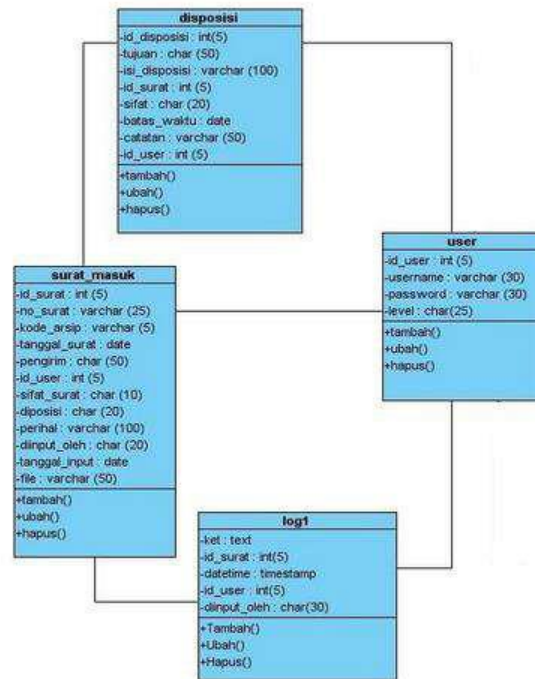 disposisi
-id_disposisi : int(5)
-tujuan : char (50)
-isi_disposisi : varchar (100)
-id_surat : int (5)
-sifat : char (20)
-batas_waktu : date
-catatan : varchar (50)
-id_user : int (5)
+tambah()
+ubah()
+hapus()
user
-id_user : int (5)
-username : varchar (30)
-password : varchar (30)
-level : char(25)
+tambah()
+ubah()
+hapus()
surat_masuk
-id_surat : int (5)
-no_surat : varchar (25)
-kode_arsip : varchar (5)
-tanggal_surat : date
-pengirim : char (50)
-id_user : int (5)
-sifat_surat : char (10)
-diposisi : char (20)
-perihal : varchar (100)
-diinput_oleh : char (20)
-tanggal_input : date
-file : varchar (50)
+tambah()
+ubah()
+hapus()
log1
-ket : text
-id_surat : int(5)
-datetime : timestamp
-id_user : int(5)
-diinput_oleh : char(30)
+Tambah()
+Ubah()
+Hapus()